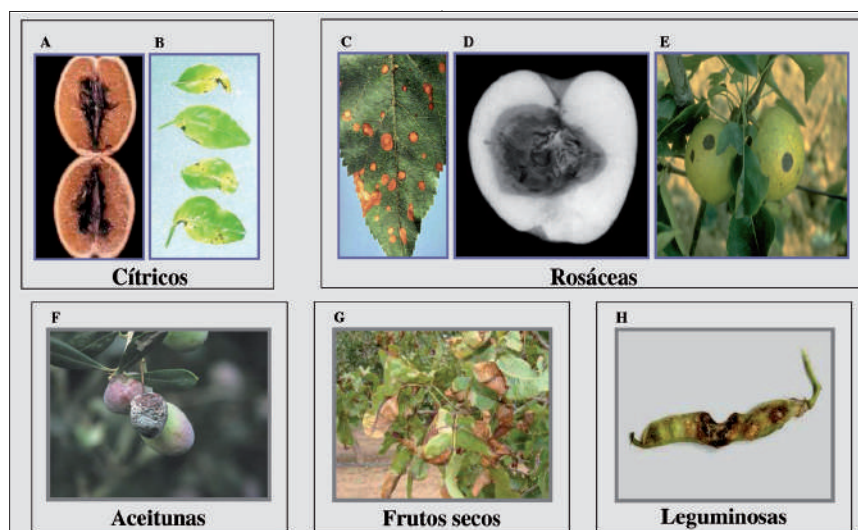 A B C D E
Cítricos Rosáceas
F G H
Aceitunas Frutos secos Leguminosas